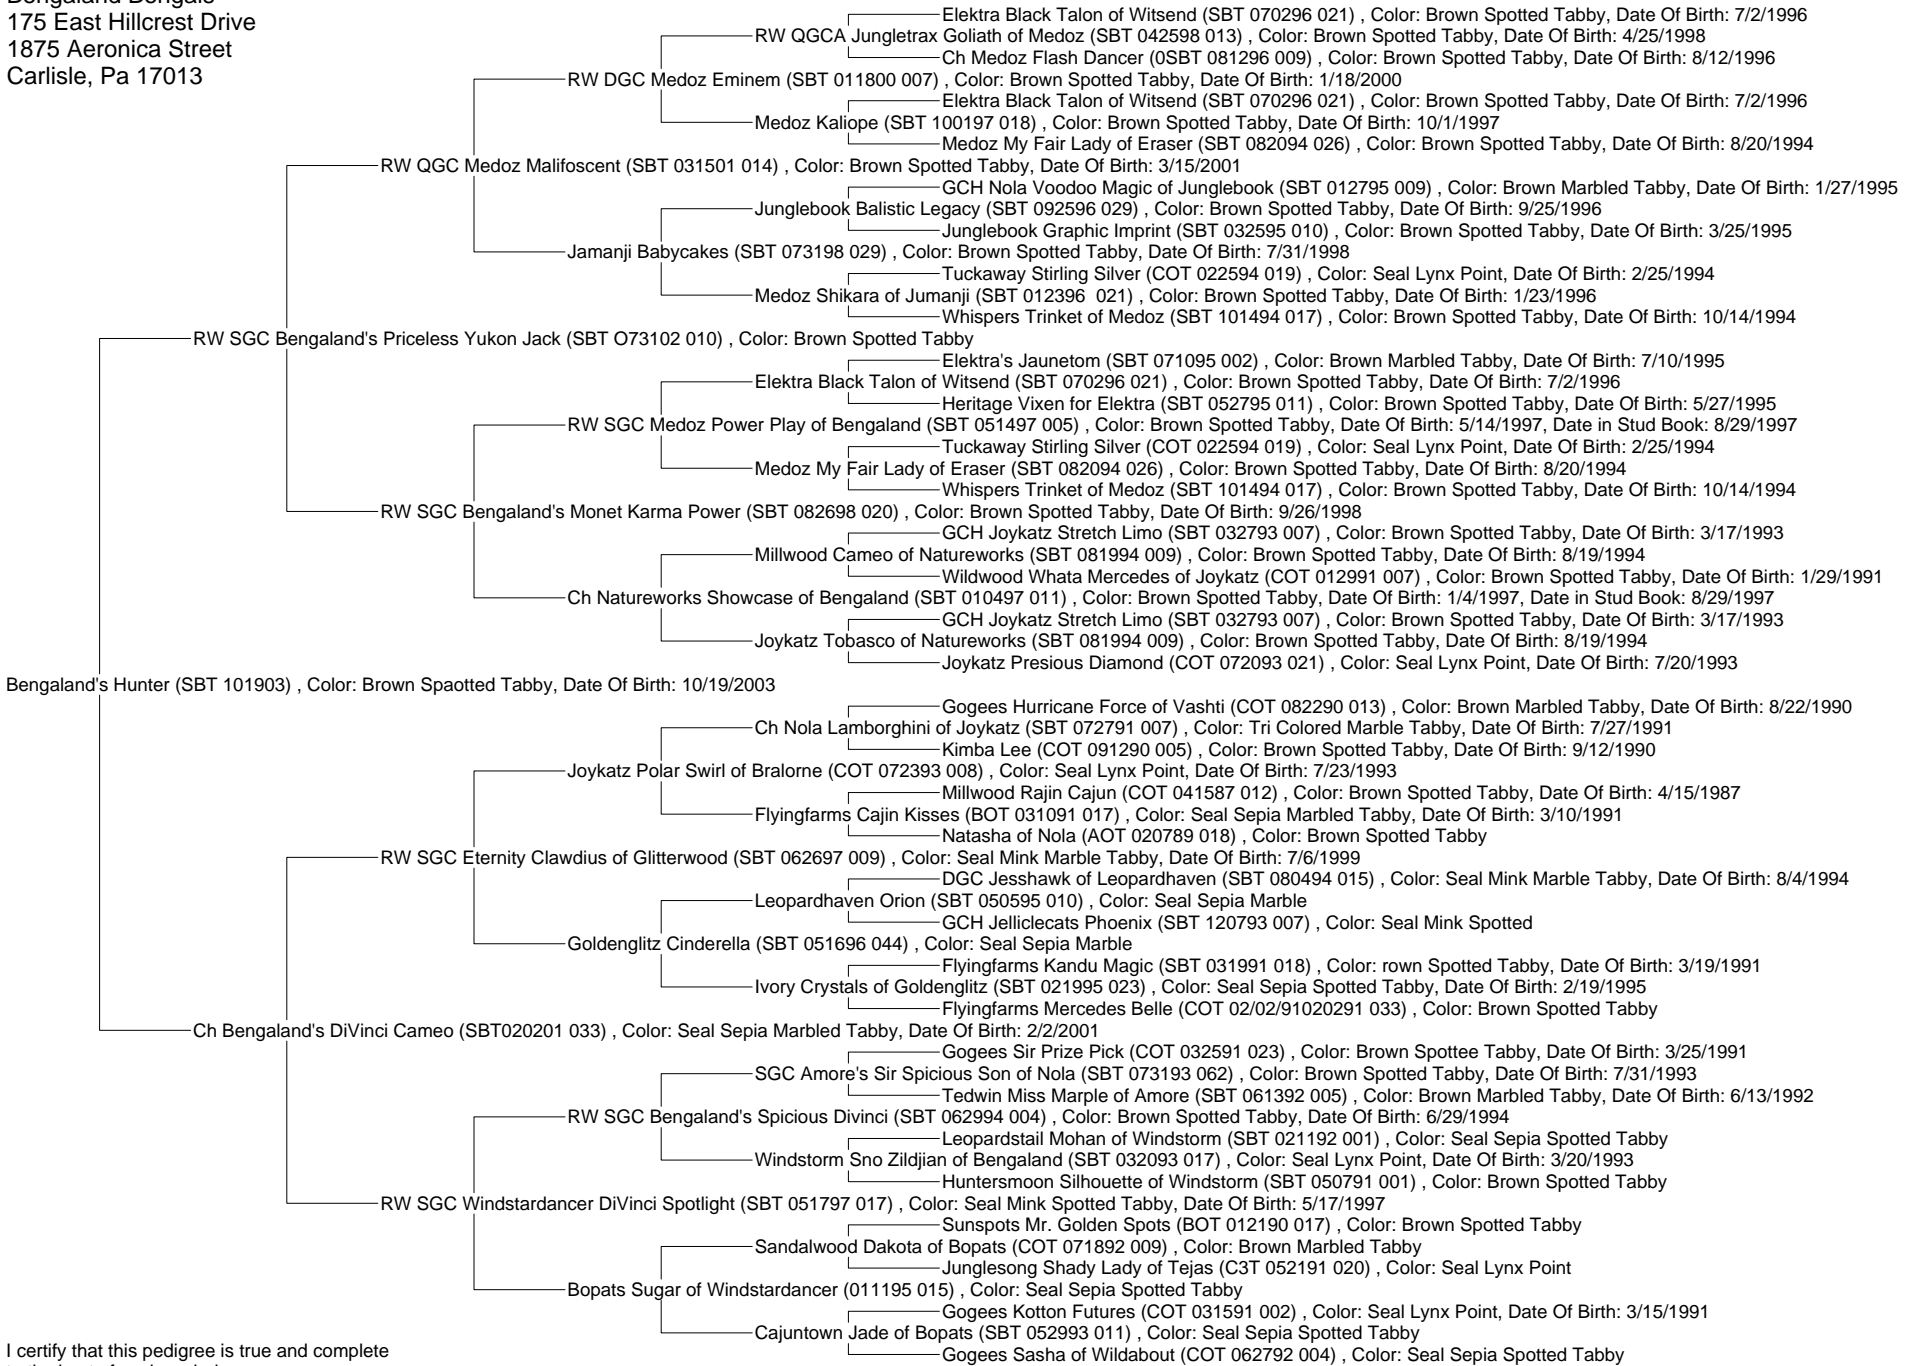 Bengaland Bengals
175 East Hillcrest Drive
1875 Aeronica Street
Carlisle, Pa 17013
Elektra Black Talon of Witsend (SBT 070296 021) , Color: Brown Spotted Tabby, Date Of Birth: 7/2/1996
RW QGCA Jungletrax Goliath of Medoz (SBT 042598 013) , Color: Brown Spotted Tabby, Date Of Birth: 4/25/1998
Ch Medoz Flash Dancer (0SBT 081296 009) , Color: Brown Spotted Tabby, Date Of Birth: 8/12/1996
RW DGC Medoz Eminem (SBT 011800 007) , Color: Brown Spotted Tabby, Date Of Birth: 1/18/2000
Elektra Black Talon of Witsend (SBT 070296 021) , Color: Brown Spotted Tabby, Date Of Birth: 7/2/1996
Medoz Kaliope (SBT 100197 018) , Color: Brown Spotted Tabby, Date Of Birth: 10/1/1997
Medoz My Fair Lady of Eraser (SBT 082094 026) , Color: Brown Spotted Tabby, Date Of Birth: 8/20/1994
RW QGC Medoz Malifoscent (SBT 031501 014) , Color: Brown Spotted Tabby, Date Of Birth: 3/15/2001
GCH Nola Voodoo Magic of Junglebook (SBT 012795 009) , Color: Brown Marbled Tabby, Date Of Birth: 1/27/1995
Junglebook Balistic Legacy (SBT 092596 029) , Color: Brown Spotted Tabby, Date Of Birth: 9/25/1996
Junglebook Graphic Imprint (SBT 032595 010) , Color: Brown Spotted Tabby, Date Of Birth: 3/25/1995
Jamanji Babycakes (SBT 073198 029) , Color: Brown Spotted Tabby, Date Of Birth: 7/31/1998
Tuckaway Stirling Silver (COT 022594 019) , Color: Seal Lynx Point, Date Of Birth: 2/25/1994
Medoz Shikara of Jumanji (SBT 012396  021) , Color: Brown Spotted Tabby, Date Of Birth: 1/23/1996
Whispers Trinket of Medoz (SBT 101494 017) , Color: Brown Spotted Tabby, Date Of Birth: 10/14/1994
RW SGC Bengaland's Priceless Yukon Jack (SBT O73102 010) , Color: Brown Spotted Tabby
Elektra's Jaunetom (SBT 071095 002) , Color: Brown Marbled Tabby, Date Of Birth: 7/10/1995
Elektra Black Talon of Witsend (SBT 070296 021) , Color: Brown Spotted Tabby, Date Of Birth: 7/2/1996
Heritage Vixen for Elektra (SBT 052795 011) , Color: Brown Spotted Tabby, Date Of Birth: 5/27/1995
RW SGC Medoz Power Play of Bengaland (SBT 051497 005) , Color: Brown Spotted Tabby, Date Of Birth: 5/14/1997, Date in Stud Book: 8/29/1997
Tuckaway Stirling Silver (COT 022594 019) , Color: Seal Lynx Point, Date Of Birth: 2/25/1994
Medoz My Fair Lady of Eraser (SBT 082094 026) , Color: Brown Spotted Tabby, Date Of Birth: 8/20/1994
Whispers Trinket of Medoz (SBT 101494 017) , Color: Brown Spotted Tabby, Date Of Birth: 10/14/1994
RW SGC Bengaland's Monet Karma Power (SBT 082698 020) , Color: Brown Spotted Tabby, Date Of Birth: 9/26/1998
GCH Joykatz Stretch Limo (SBT 032793 007) , Color: Brown Spotted Tabby, Date Of Birth: 3/17/1993
Millwood Cameo of Natureworks (SBT 081994 009) , Color: Brown Spotted Tabby, Date Of Birth: 8/19/1994
Wildwood Whata Mercedes of Joykatz (COT 012991 007) , Color: Brown Spotted Tabby, Date Of Birth: 1/29/1991
Ch Natureworks Showcase of Bengaland (SBT 010497 011) , Color: Brown Spotted Tabby, Date Of Birth: 1/4/1997, Date in Stud Book: 8/29/1997
GCH Joykatz Stretch Limo (SBT 032793 007) , Color: Brown Spotted Tabby, Date Of Birth: 3/17/1993
Joykatz Tobasco of Natureworks (SBT 081994 009) , Color: Brown Spotted Tabby, Date Of Birth: 8/19/1994
Joykatz Presious Diamond (COT 072093 021) , Color: Seal Lynx Point, Date Of Birth: 7/20/1993
Bengaland's Hunter (SBT 101903) , Color: Brown Spaotted Tabby, Date Of Birth: 10/19/2003
Gogees Hurricane Force of Vashti (COT 082290 013) , Color: Brown Marbled Tabby, Date Of Birth: 8/22/1990
Ch Nola Lamborghini of Joykatz (SBT 072791 007) , Color: Tri Colored Marble Tabby, Date Of Birth: 7/27/1991
Kimba Lee (COT 091290 005) , Color: Brown Spotted Tabby, Date Of Birth: 9/12/1990
Joykatz Polar Swirl of Bralorne (COT 072393 008) , Color: Seal Lynx Point, Date Of Birth: 7/23/1993
Millwood Rajin Cajun (COT 041587 012) , Color: Brown Spotted Tabby, Date Of Birth: 4/15/1987
Flyingfarms Cajin Kisses (BOT 031091 017) , Color: Seal Sepia Marbled Tabby, Date Of Birth: 3/10/1991
Natasha of Nola (AOT 020789 018) , Color: Brown Spotted Tabby
RW SGC Eternity Clawdius of Glitterwood (SBT 062697 009) , Color: Seal Mink Marble Tabby, Date Of Birth: 7/6/1999
DGC Jesshawk of Leopardhaven (SBT 080494 015) , Color: Seal Mink Marble Tabby, Date Of Birth: 8/4/1994
Leopardhaven Orion (SBT 050595 010) , Color: Seal Sepia Marble
GCH Jelliclecats Phoenix (SBT 120793 007) , Color: Seal Mink Spotted
Goldenglitz Cinderella (SBT 051696 044) , Color: Seal Sepia Marble
Flyingfarms Kandu Magic (SBT 031991 018) , Color: rown Spotted Tabby, Date Of Birth: 3/19/1991
Ivory Crystals of Goldenglitz (SBT 021995 023) , Color: Seal Sepia Spotted Tabby, Date Of Birth: 2/19/1995
Flyingfarms Mercedes Belle (COT 02/02/91020291 033) , Color: Brown Spotted Tabby
Ch Bengaland's DiVinci Cameo (SBT020201 033) , Color: Seal Sepia Marbled Tabby, Date Of Birth: 2/2/2001
Gogees Sir Prize Pick (COT 032591 023) , Color: Brown Spottee Tabby, Date Of Birth: 3/25/1991
SGC Amore's Sir Spicious Son of Nola (SBT 073193 062) , Color: Brown Spotted Tabby, Date Of Birth: 7/31/1993
Tedwin Miss Marple of Amore (SBT 061392 005) , Color: Brown Marbled Tabby, Date Of Birth: 6/13/1992
RW SGC Bengaland's Spicious Divinci (SBT 062994 004) , Color: Brown Spotted Tabby, Date Of Birth: 6/29/1994
Leopardstail Mohan of Windstorm (SBT 021192 001) , Color: Seal Sepia Spotted Tabby
Windstorm Sno Zildjian of Bengaland (SBT 032093 017) , Color: Seal Lynx Point, Date Of Birth: 3/20/1993
Huntersmoon Silhouette of Windstorm (SBT 050791 001) , Color: Brown Spotted Tabby
RW SGC Windstardancer DiVinci Spotlight (SBT 051797 017) , Color: Seal Mink Spotted Tabby, Date Of Birth: 5/17/1997
Sunspots Mr. Golden Spots (BOT 012190 017) , Color: Brown Spotted Tabby
Sandalwood Dakota of Bopats (COT 071892 009) , Color: Brown Marbled Tabby
Junglesong Shady Lady of Tejas (C3T 052191 020) , Color: Seal Lynx Point
Bopats Sugar of Windstardancer (011195 015) , Color: Seal Sepia Spotted Tabby
Gogees Kotton Futures (COT 031591 002) , Color: Seal Lynx Point, Date Of Birth: 3/15/1991
Cajuntown Jade of Bopats (SBT 052993 011) , Color: Seal Sepia Spotted Tabby
Gogees Sasha of Wildabout (COT 062792 004) , Color: Seal Sepia Spotted Tabby
I certify that this pedigree is true and complete